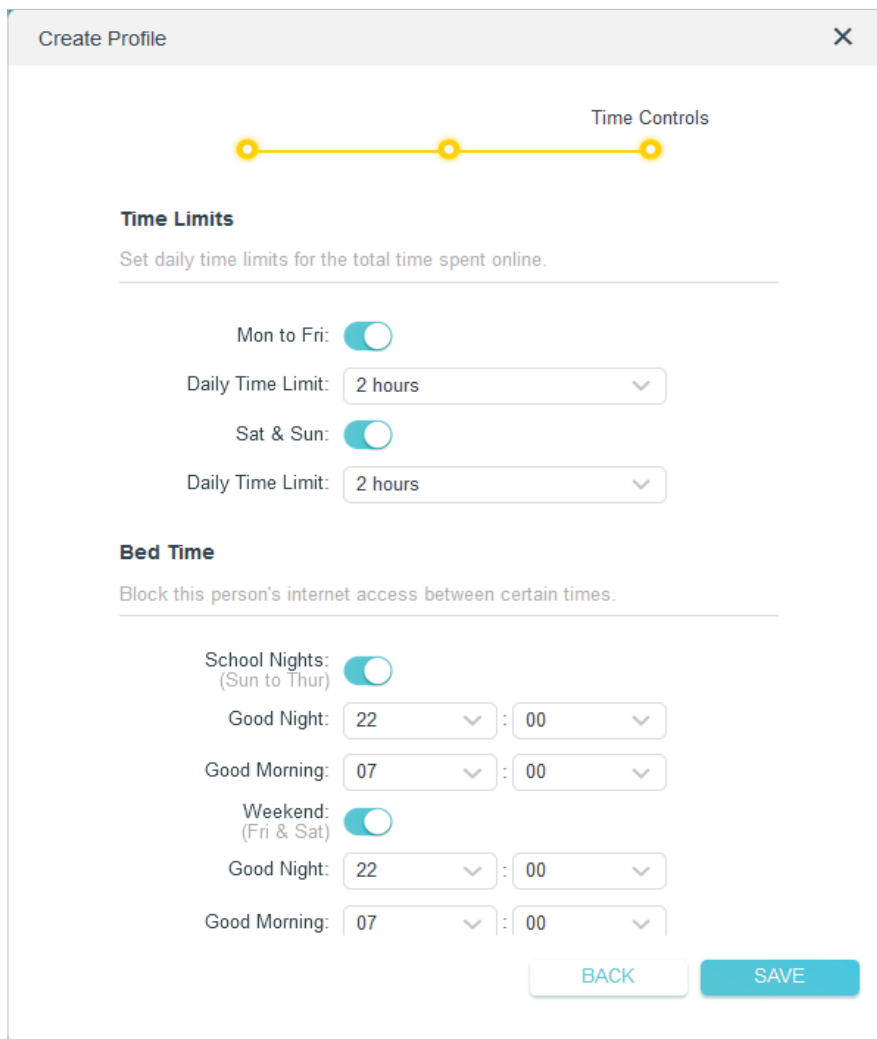 Create Profile
Time Controls
Time Limits
Set daily time limits for the total time spent online.
Mon to Fri:
Daily Time Limit: 2 hours
Sat & Sun:
Daily Time Limit: 2 hours
Bed Time
Block this person's internet access between certain times.
School Nights:
(Sun to Thur)
Good Night: 22 : 00
Good Morning: 07 : 00
Weekend:
(Fri & Sat)
Good Night: 22 : 00
Good Morning: 07 : 00
BACK SAVE